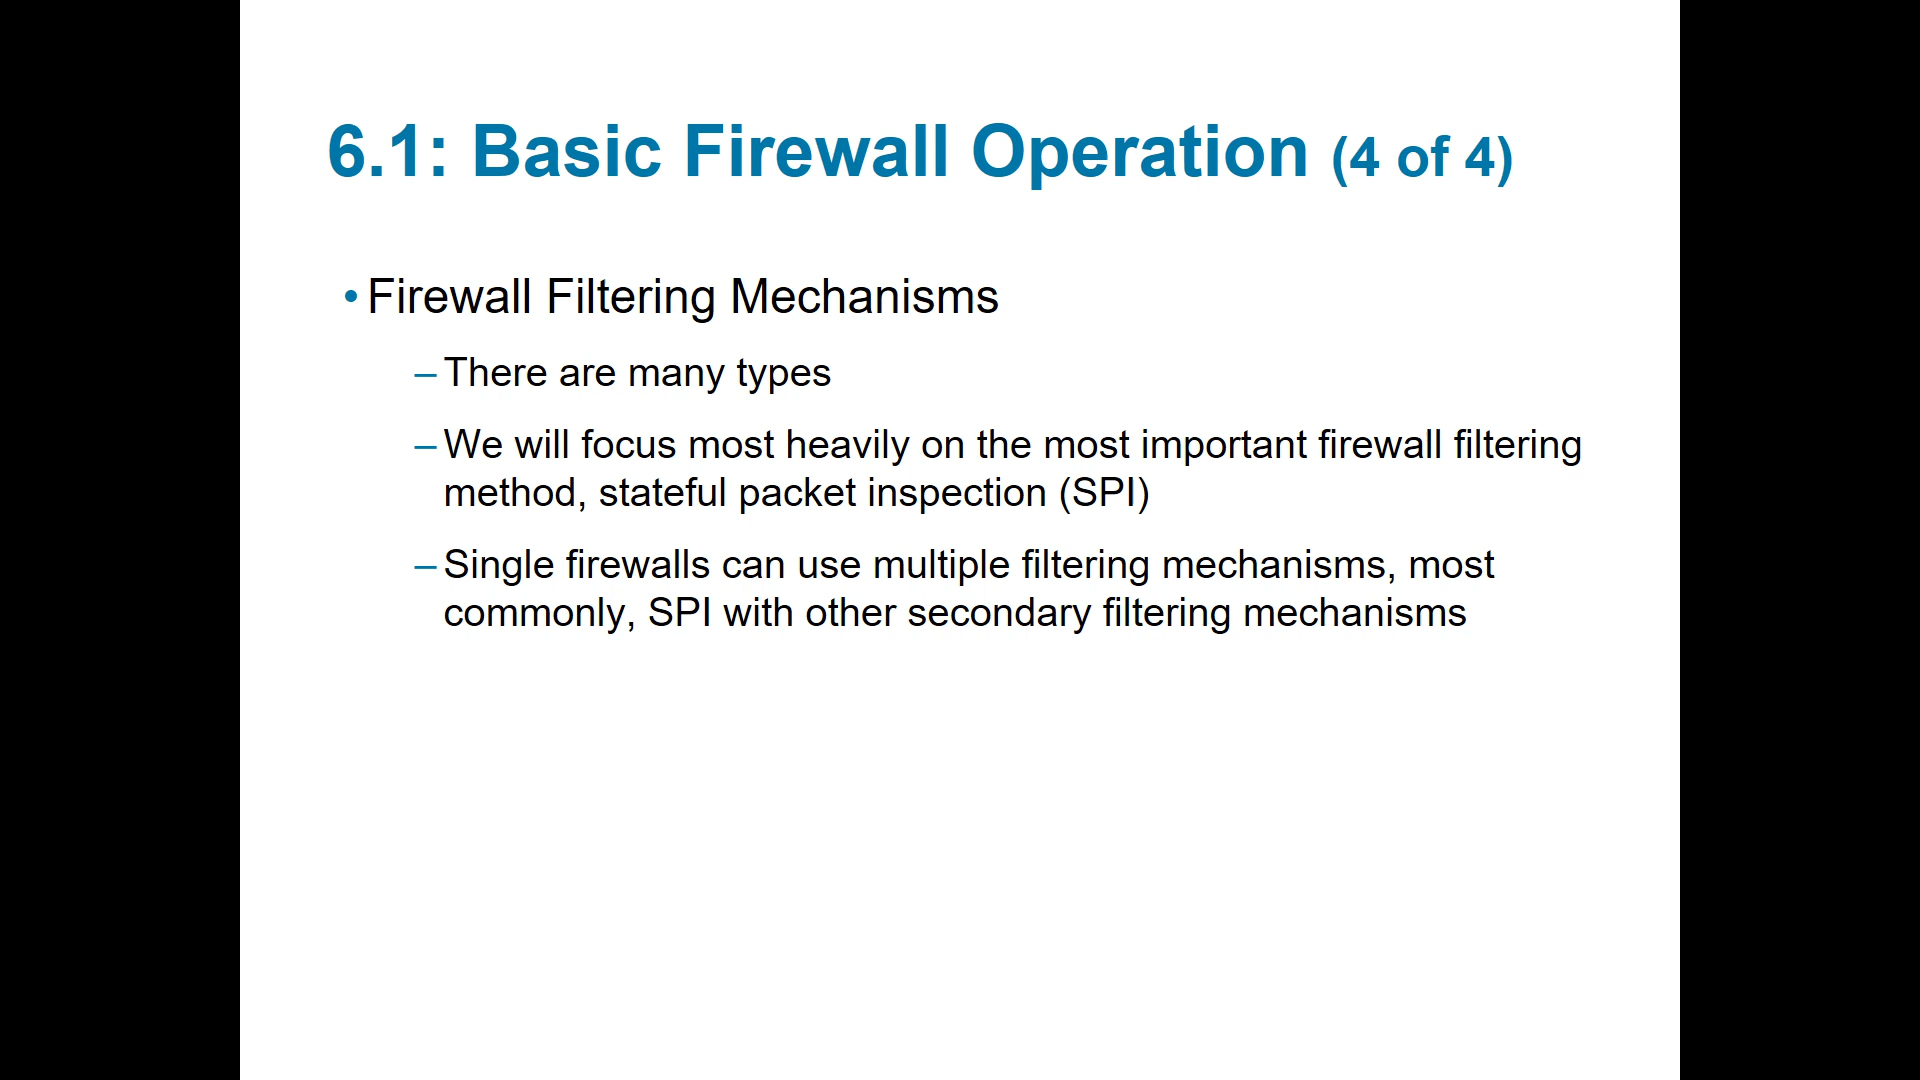 6.1: Basic Firewall Operation (4 of 4)
• Firewall Filtering Mechanisms
– There are many types
– We will focus most heavily on the most important firewall filtering
method, stateful packet inspection (SPI)
– Single firewalls can use multiple filtering mechanisms, most
commonly, SPI with other secondary filtering mechanisms